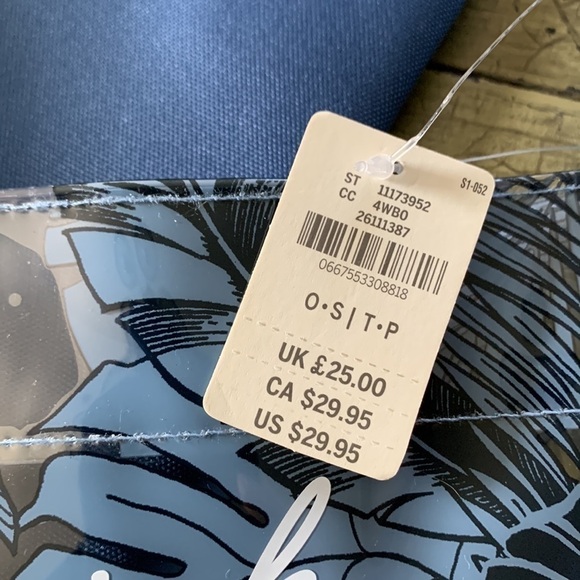 S1-052
ST 11173952
CC 4WB0
26111387
0667553308818
O•S|T•P
UK £25.00
CA $29.95
US $29.95